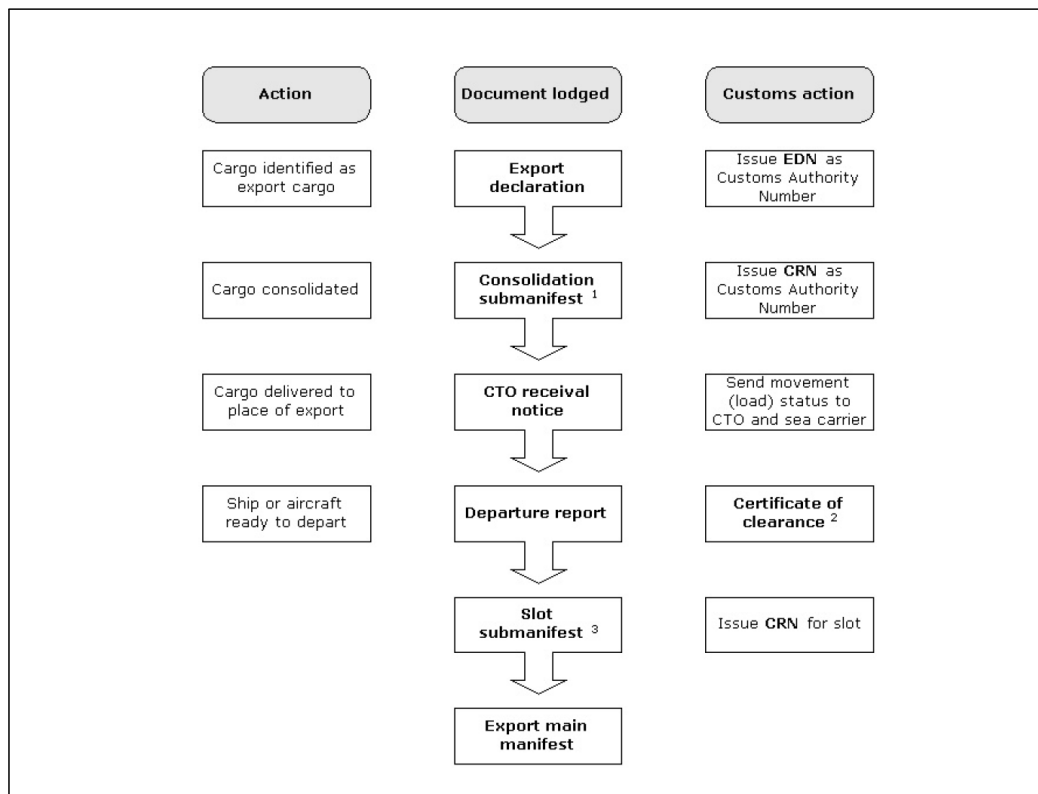 Action
Document lodged
Customs action
Cargo identified as
export cargo
Export
declaration
Issue EDN as
Customs Authority
Number
Cargo consolidated
Consolidation
submanifest 1
Issue CRN as
Customs Authority
Number
Cargo delivered to
place of export
CTO receival
notice
Send movement
(load) status to
CTO and sea carrier
Ship or aircraft
ready to depart
Departure report
Certificate of
clearance 2
Slot
submanifest 3
Issue CRN for slot
Export main
manifest